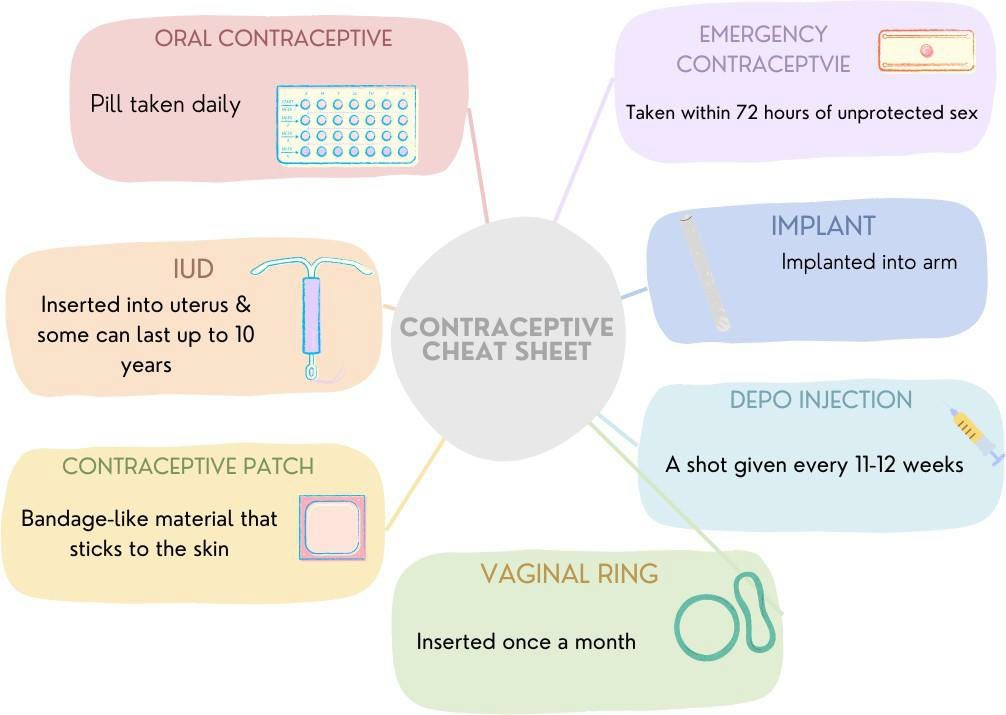 ORAL CONTRACEPTIVE
Pill taken daily
EMERGENCY
CONTRACEPTVIE
Taken within 72 hours of unprotected sex
IUD
Inserted into uterus &
some can last up to 10
years
IMPLANT
Implanted into arm
CONTRACEPTIVE
CHEAT SHEET
DEPO INJECTION
A shot given every 11-12 weeks
CONTRACEPTIVE PATCH
Bandage-like material that
sticks to the skin
VAGINAL RING
Inserted once a month